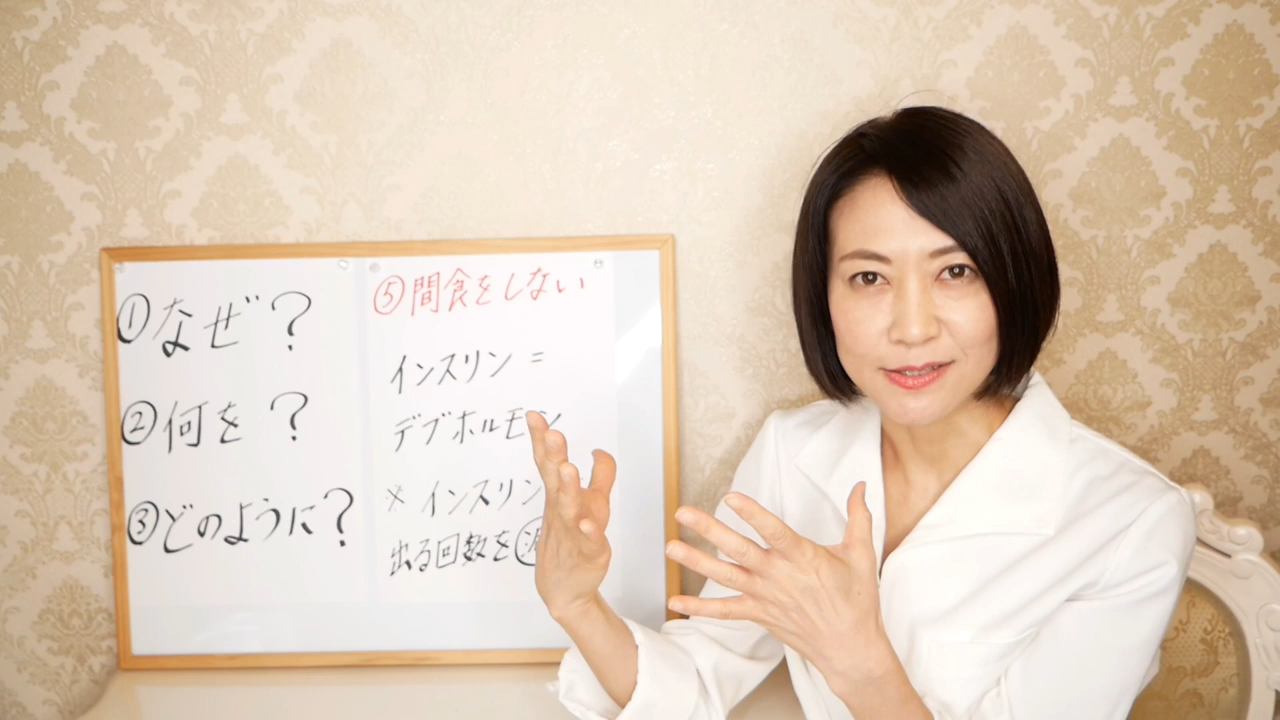 ①なぜ？
②何を？
③どのように？
⑤間食をしない
インスリン＝
デブホルモン
※インスリン
出る回数を